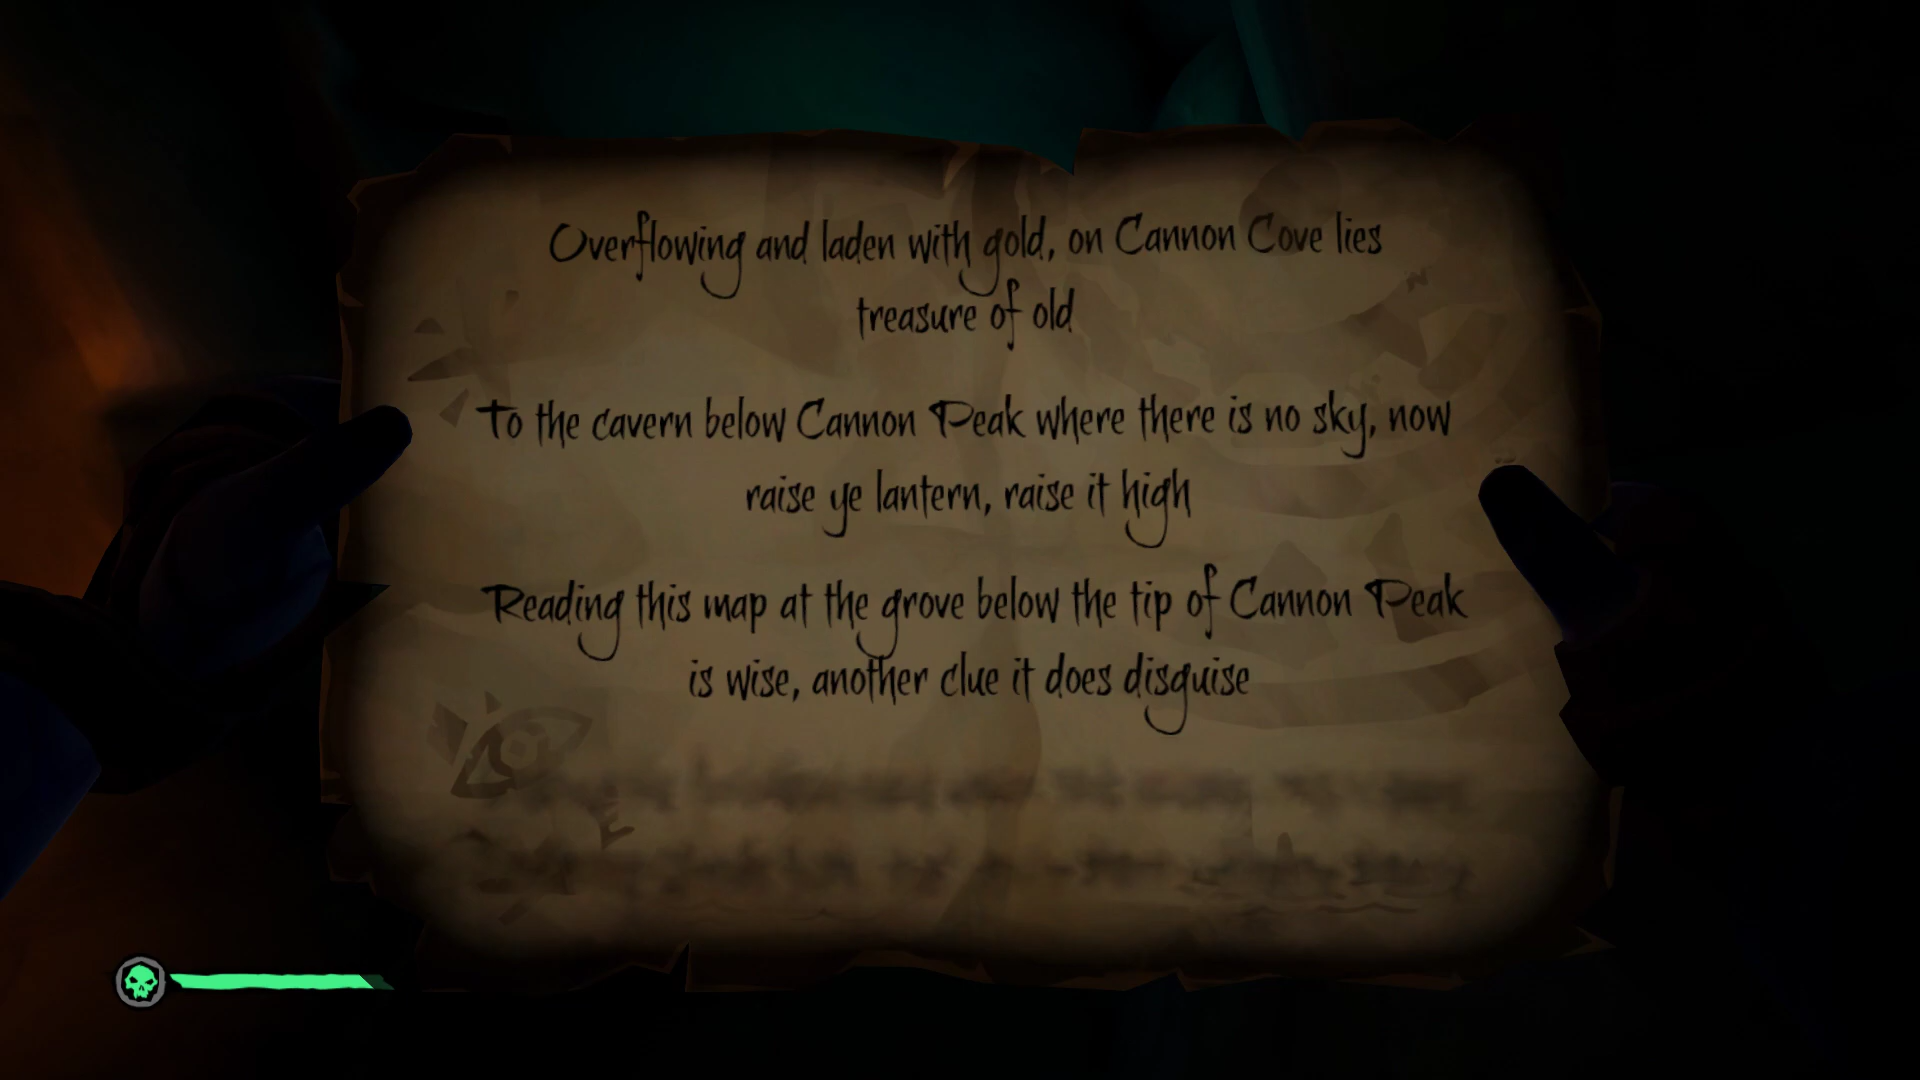 Overflowing and laden with gold, on Cannon Cove lies
treasure of old
To the cavern below Cannon Peak where there is no sky, now
raise ye lantern, raise it high
Reading this map at the grove below the tip of Cannon Peak
is wise, another clue it does disguise
N
E